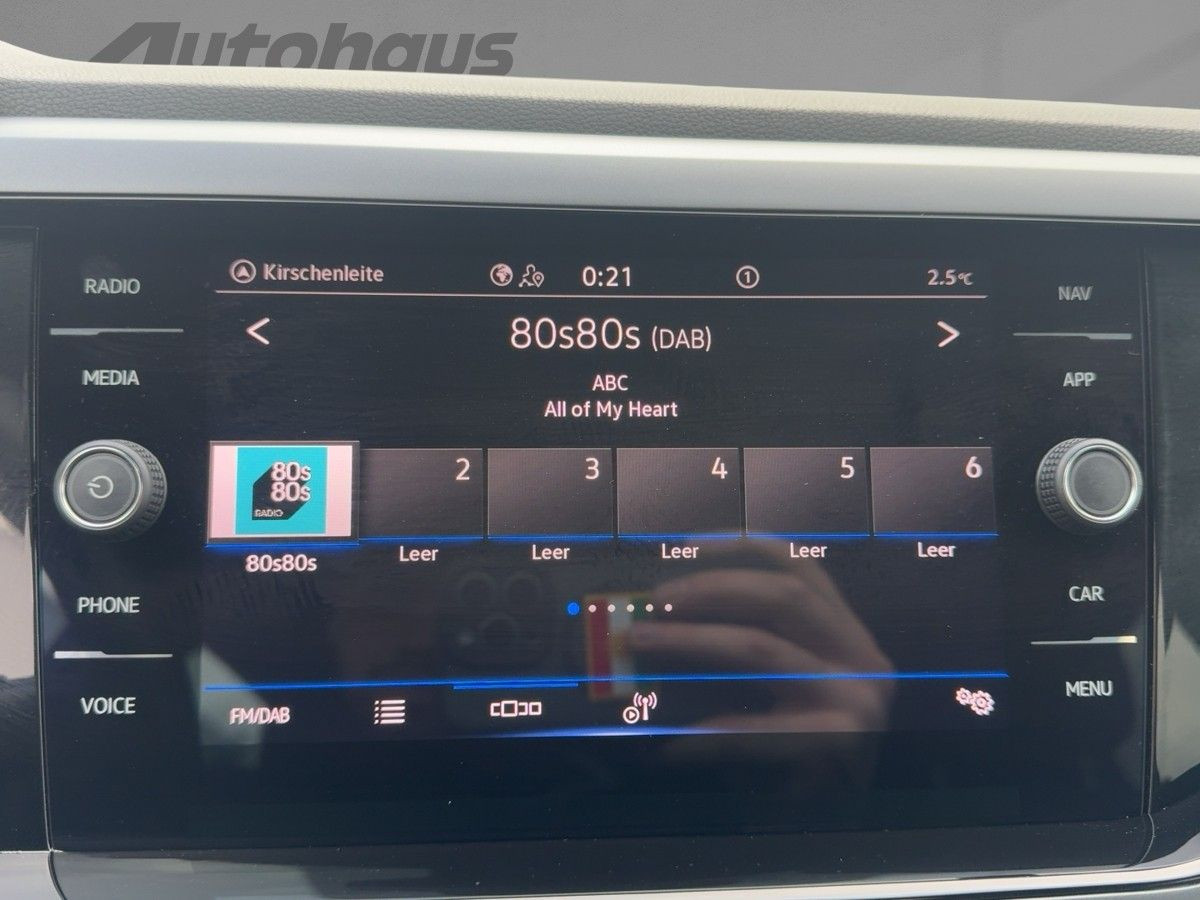 Autohaus
RADIO
MEDIA
PHONE
VOICE
Kirschenleite 0:21 1 2.5°C
80s80s (DAB)
ABC
All of My Heart
80s
80s
RADIO
2 3 4 5 6
80s80s Leer Leer Leer Leer Leer
FM/DAB
NAV
APP
CAR
MENU